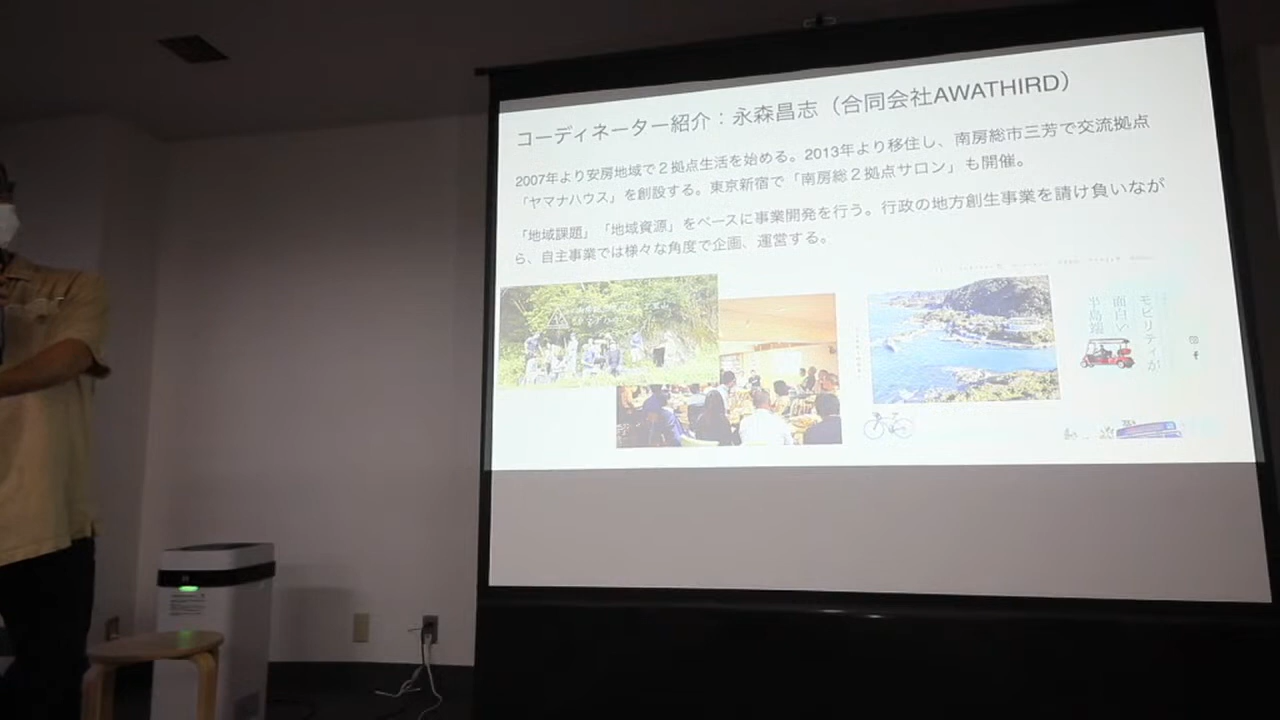 コーディネーター紹介：永森昌志（合同会社AWATHIRD）
2007年より安房地域で２拠点生活を始める。2013年より移住し、南房総市三芳で交流拠点
「ヤマナハウス」を創設する。東京新宿で「南房総２拠点サロン」も開催。
「地域課題」「地域資源」をベースに事業開発を行う。行政の地方創生事業を請け負いなが
ら、自主事業では様々な角度で企画、運営する。
モビリティが
面白い
半島端